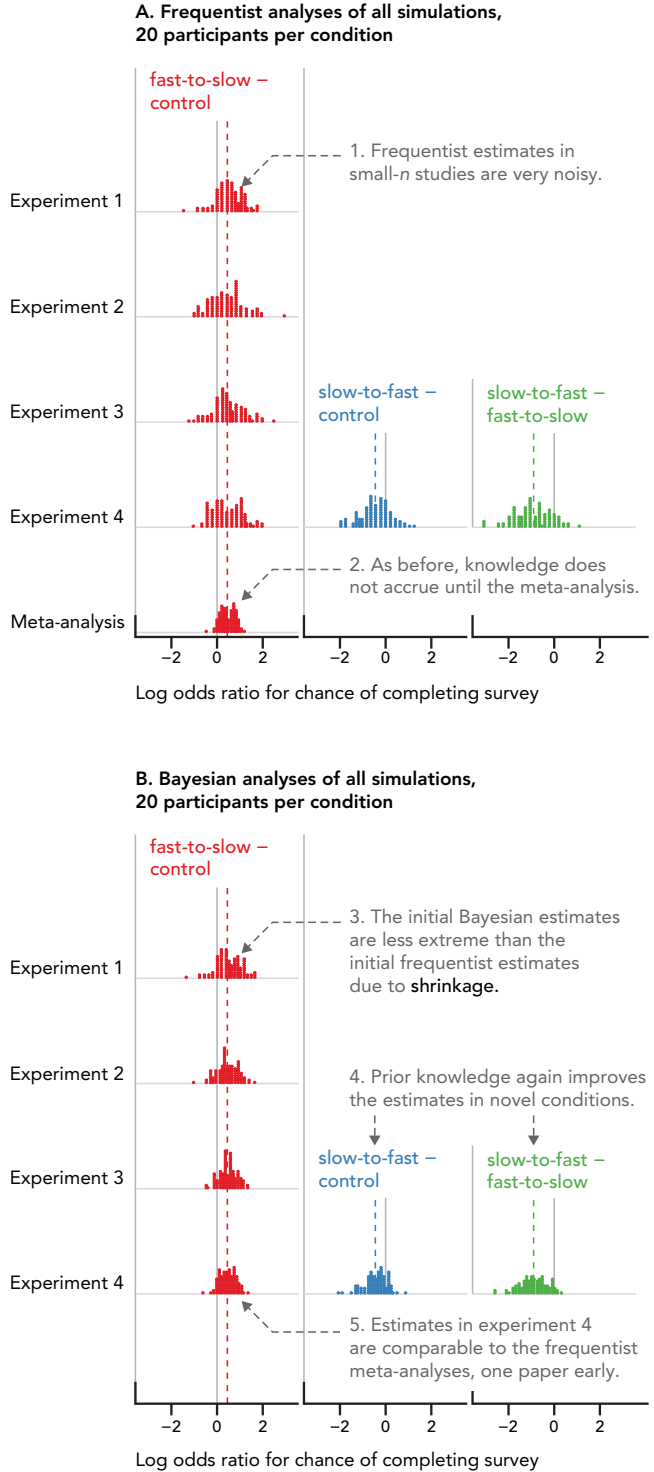 A. Frequentist analyses of all simulations,
20 participants per condition
fast-to-slow –
control
1. Frequentist estimates in
small-n studies are very noisy.
Experiment 1
Experiment 2
Experiment 3
slow-to-fast –
control
slow-to-fast –
fast-to-slow
Experiment 4
2. As before, knowledge does
not accrue until the meta-analysis.
Meta-analysis
−2 0 2 −2 0 2 −2 0 2
Log odds ratio for chance of completing survey
B. Bayesian analyses of all simulations,
20 participants per condition
fast-to-slow –
control
3. The initial Bayesian estimates
are less extreme than the
initial frequentist estimates
due to shrinkage.
Experiment 1
Experiment 2
4. Prior knowledge again improves
the estimates in novel conditions.
Experiment 3
slow-to-fast –
control
slow-to-fast –
fast-to-slow
Experiment 4
5. Estimates in experiment 4
are comparable to the frequentist
meta-analyses, one paper early.
−2 0 2 −2 0 2 −2 0 2
Log odds ratio for chance of completing survey